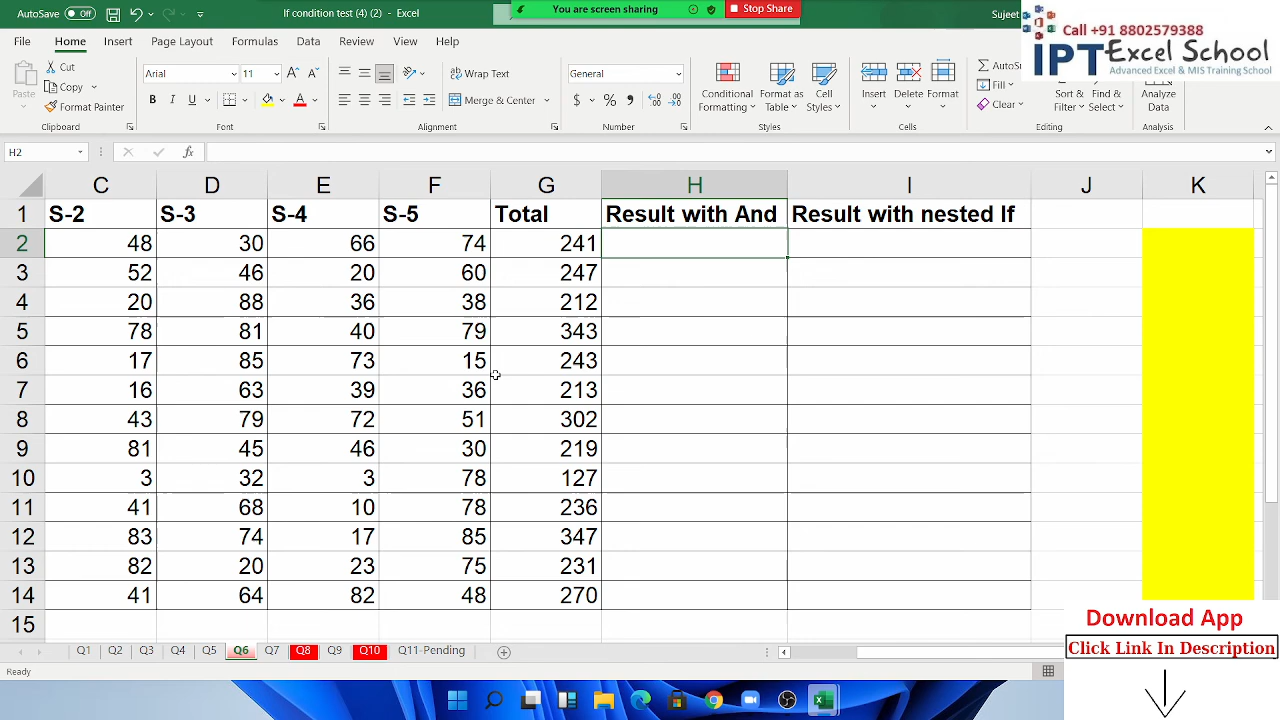 AutoSave Off If condition test (4) (2) - Excel You are screen sharing Stop Share Sujeet
Call +91 8802579388
IPT Excel School
Advanced Excel & MIS Training School
File Home Insert Page Layout Formulas Data View Help
Paste Cut Copy Format Painter Arial 11 Wrap Text Merge & Center General Conditional Formatting Format as Table Cell Styles Insert Delete Format Fill Clear Sort & Filter Find & Select Analyze Data
Clipboard Font Alignment Number Styles Cells Editing Analysis
H2 fx
C D E F G H I J K
1 S-2 S-3 S-4 S-5 Total Result with And Result with nested If
2 48 30 66 74 241
3 52 46 20 60 247
4 20 88 36 38 212
5 78 81 40 79 343
6 17 85 73 15 243
7 16 63 39 36 213
8 43 79 72 51 302
9 81 45 46 30 219
10 3 32 3 78 127
11 41 68 10 78 236
12 83 74 17 85 347
13 82 20 23 75 231
14 41 64 82 48 270
15
Download App
Click Link In Description
Q1 Q2 Q3 Q4 Q5 Q6 Q7 Q8 Q9 Q10 Q11-Pending
Ready